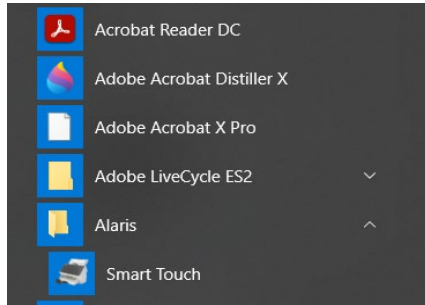 Acrobat Reader DC
Adobe Acrobat Distiller X
Adobe Acrobat X Pro
Adobe LiveCycle ES2
Alaris
Smart Touch